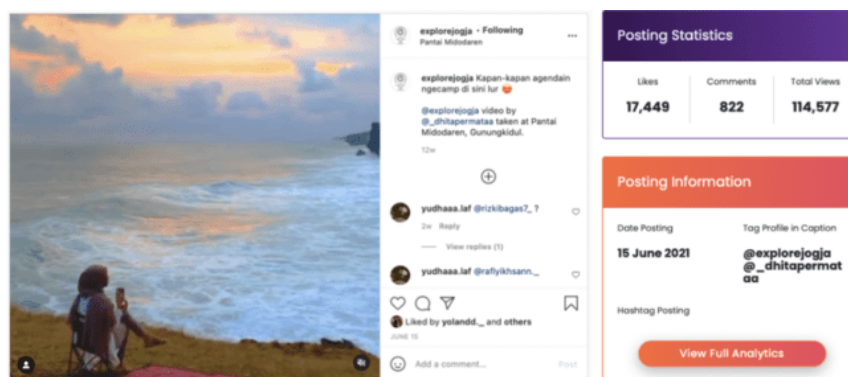 explorejogja • Following
Pantai Midodaren
explorejogja Kapan-kapan agendain
ngecamp di sini lur
@explorejogja video by
@_dhitapermataa taken at Pantai
Midodaren, Gunungkidul.
12w
yudhaaa.laf @rizkibagas7_ ?
2w Reply
View replies (1)
yudhaaa.laf @rafiyikhsann._
Liked by yolandd._ and others
JUNE 15
Add a comment...
Post
Posting Statistics
Likes
Comments
Total Views
17,449
822
114,577
Posting Information
Date Posting
Tag Profile in Caption
15 June 2021
@explorejogja
@_dhitapermat
aa
Hashtag Posting
View Full Analytics